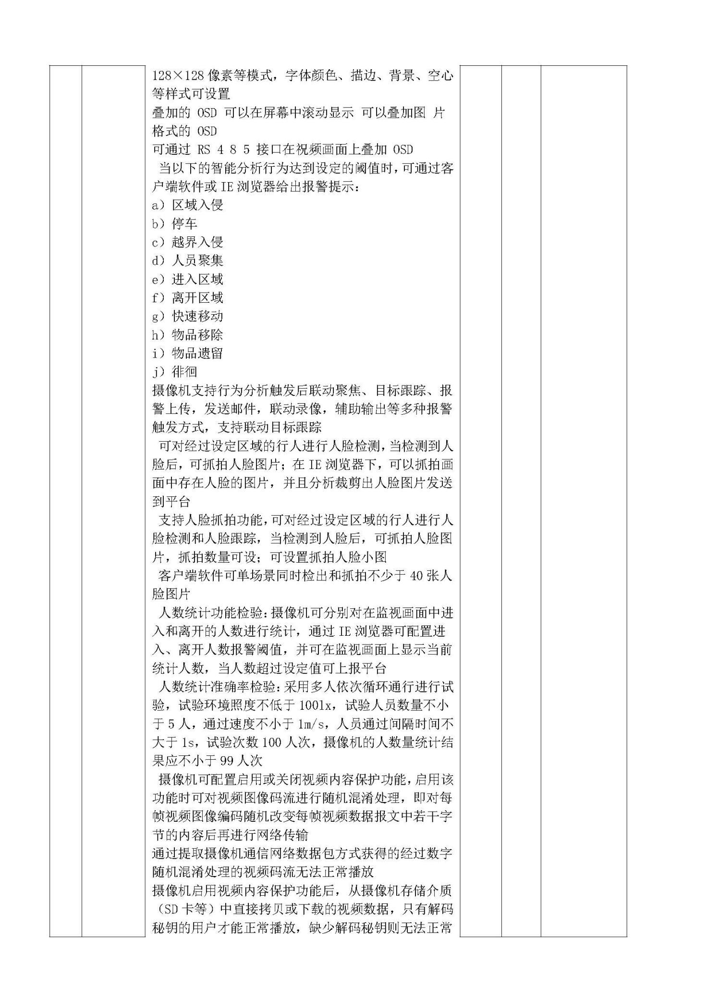 128×128 像素等模式，字体颜色、描边、背景、空心
等样式可设置
叠加的 OSD 可以在屏幕中滚动显示 可以叠加图 片
格式的 OSD
可通过 RS 4 8 5 接口在视频画面上叠加 OSD
当以下的智能分析行为达到设定的阈值时，可通过客
户端软件或 IE 浏览器给出报警提示：
a）区域入侵
b）停车
c）越界入侵
d）人员聚集
e）进入区域
f）离开区域
g）快速移动
h）物品移除
i）物品遗留
j）徘徊
摄像机支持行为分析触发后联动聚焦、目标跟踪、报
警上传，发送邮件，联动录像，辅助输出等多种报警
触发方式，支持联动目标跟踪
可对经过设定区域的行人进行人脸检测，当检测到人
脸后，可抓拍人脸图片；在 IE 浏览器下，可以抓拍画
面中存在人脸的图片，并且分析裁剪出人脸图片发送
到平台
支持人脸抓拍功能，可对经过设定区域的行人进行人
脸检测和人脸跟踪，当检测到人脸后，可抓拍人脸图
片，抓拍数量可设；可设置抓拍人脸小图
客户端软件可单场景同时检出和抓拍不少于 40 张人
脸图片
人数统计功能检验：摄像机可分别对在监视画面中进
入和离开的人数进行统计，通过 IE 浏览器可配置进
入、离开人数报警阈值，并可在监视画面上显示当前
统计人数，当人数超过设定值可上报平台
人数统计准确率检验：采用多人依次循环通行进行试
验，试验环境照度不低于 100lx，试验人员数量不小
于 5 人，通过速度不小于 1m/s，人员通过间隔时间不
大于 1s，试验次数 100 人次，摄像机的人数量统计结
果应不小于 99 人次
摄像机可配置启用或关闭视频内容保护功能，启用该
功能时可对视频图像码流进行随机混淆处理，即对每
帧视频图像编码随机改变每帧视频数据报文中若干字
节的内容后再进行网络传输
通过提取摄像机通信网络数据包方式获得的经过数字
随机混淆处理的视频码流无法正常播放
摄像机启用视频内容保护功能后，从摄像机存储介质
（SD 卡等）中直接拷贝或下载的视频数据，只有解码
秘钥的用户才能正常播放，缺少解码秘钥则无法正常